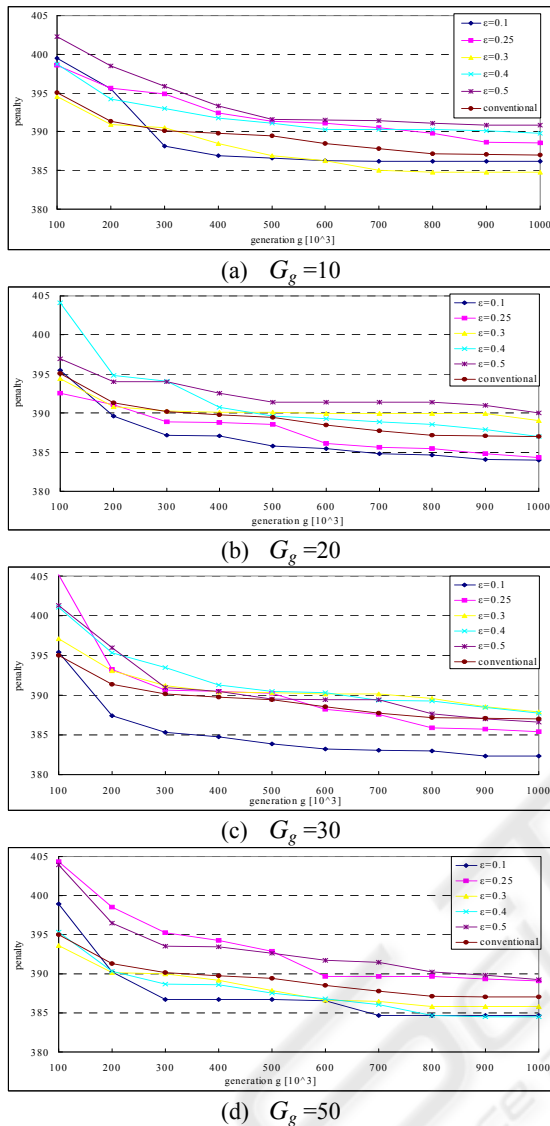 405
400
395
390
385
380
penalty
100 200 300 400 500 600 700 800 900 1000
generation g [10^3]
ε=0.1
ε=0.25
ε=0.3
ε=0.4
ε=0.5
conventional
(a) Gg =10
405
400
395
390
385
380
penalty
100 200 300 400 500 600 700 800 900 1000
generation g [10^3]
ε=0.1
ε=0.25
ε=0.3
ε=0.4
ε=0.5
conventional
(b) Gg =20
405
400
395
390
385
380
penalty
100 200 300 400 500 600 700 800 900 1000
generation g [10^3]
ε=0.1
ε=0.25
ε=0.3
ε=0.4
ε=0.5
conventional
(c) Gg =30
405
400
395
390
385
380
penalty
100 200 300 400 500 600 700 800 900 1000
generation g [10^3]
ε=0.1
ε=0.25
ε=0.3
ε=0.4
ε=0.5
conventional
(d) Gg =50